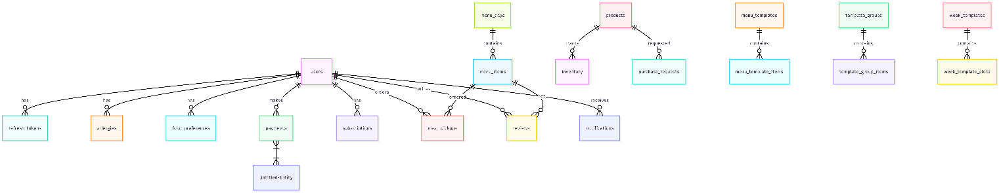 menu_days
products
menu_templates
template_groups
week_templates
contains
tracks
requested
contains
contains
contains
users
menu_items
inventory
purchase_requests
menu_template_items
template_group_items
week_template_slots
has
has
has
makes
has
orders
writes
ordered
has
receives
refresh_tokens
allergies
food_preferences
payments
subscriptions
meal_pickups
reviews
notifications
Untitled-Entity